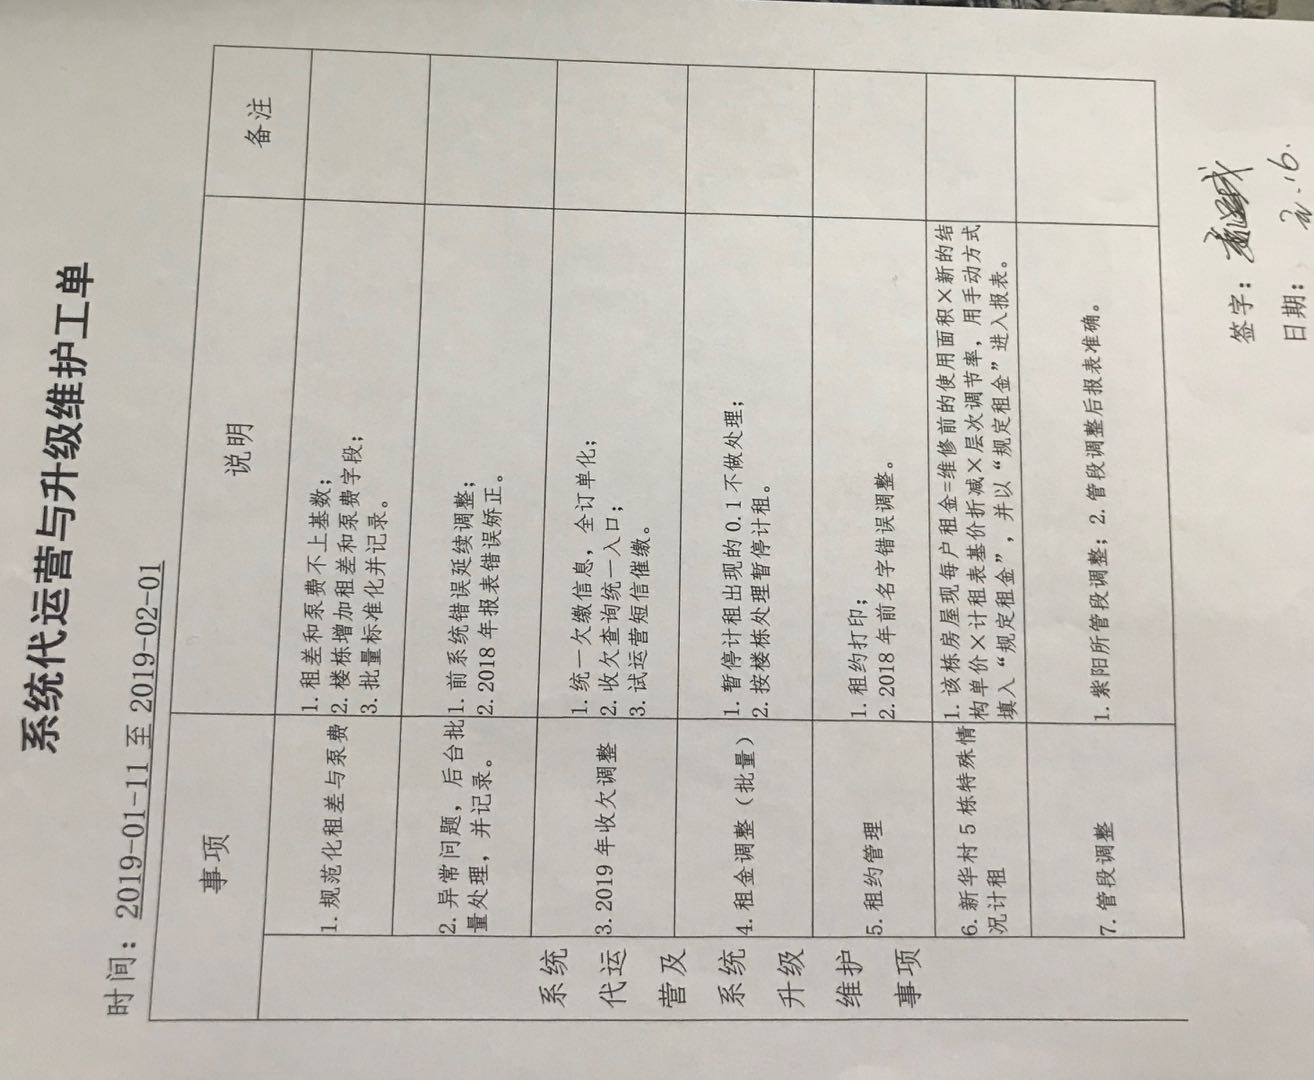 系统代运营与升级维护工单
时间：2019-01-11 至 2019-02-01
事项
说明
备注
系统
代运
营及
系统
升级
维护
事项
1. 规范化租差与泵费
1. 租差和泵费不上基数；
2. 楼栋增加租差和泵费字段；
3. 批量标准化并记录。
2. 异常问题，后台批
量处理，并记录。
1. 前系统错误延续调整；
2. 2018 年报表错误矫正。
3. 2019 年收欠调整
1. 统一欠缴信息，全订单化；
2. 收欠查询统一入口；
3. 试运营短信催缴。
4. 租金调整（批量）
1. 暂停计租出现的 0.1 不做处理；
2. 按楼栋处理暂停计租。
5. 租约管理
1. 租约打印；
2. 2018 年前名字错误调整。
6. 新华村 5 栋特殊情
况计租
1. 该栋房屋现每户租金=维修前的使用面积×新的结
构单价×计租表基价折减×层次调节率，用手动方式
填入“规定租金”，并以“规定租金”进入报表。
7. 管段调整
1. 紫阳所管段调整；2. 管段调整后报表准确。
签字：
日期： 2.16.